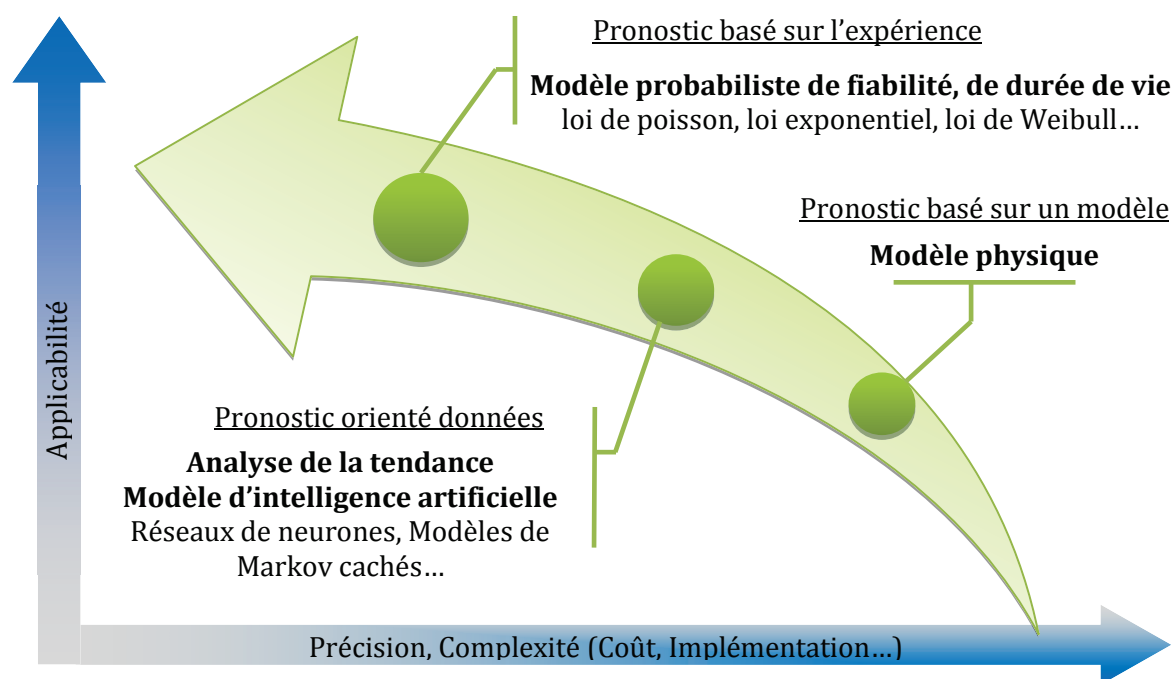 Pronostic basé sur l’expérience
Modèle probabiliste de fiabilité, de durée de vie
loi de poisson, loi exponentiel, loi de Weibull…
Pronostic basé sur un modèle
Modèle physique
Applicabilité
Pronostic orienté données
Analyse de la tendance
Modèle d'intelligence artificielle
Réseaux de neurones, Modèles de
Markov cachés…
Précision, Complexité (Coût, Implémentation…)